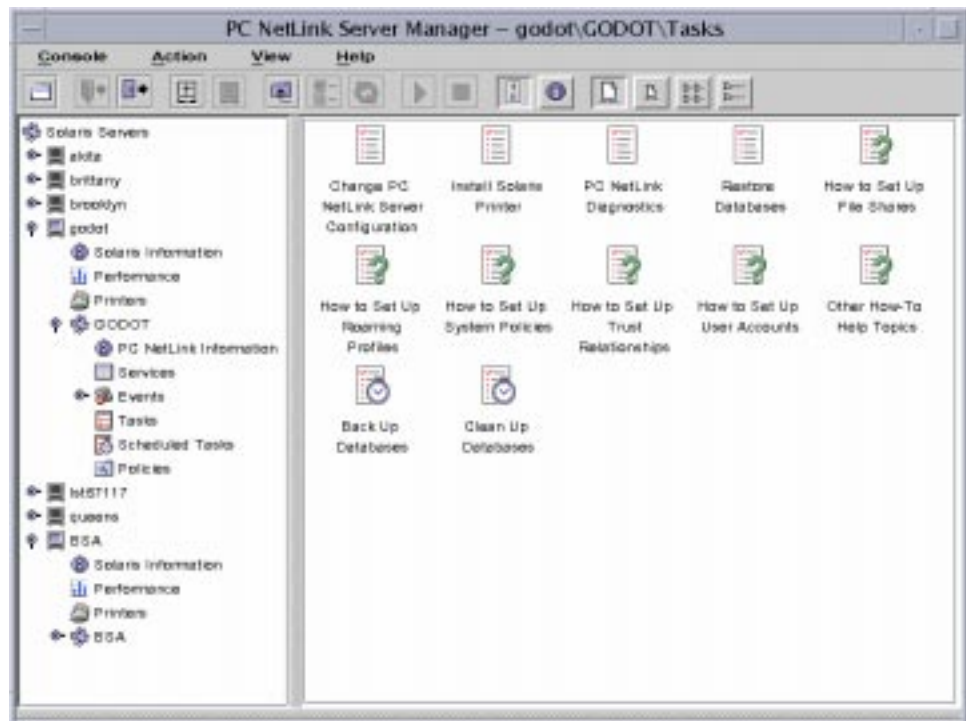 PC NetLink Server Manager – godot\GODOT\Tasks
Console Action View Help
Solaris Servers
akita
brittany
brooklyn
godot
Solaris Information
Performance
Printers
GODOT
PC NetLink Information
Services
Events
Tasks
Scheduled Tasks
Policies
queens
BSA
Solaris Information
Performance
Printers
BSA
Change PC
NetLink Server
Configuration
Install Solaris
Printer
PC NetLink
Diagnostics
Restore
Databases
How to Set Up
File Shares
How to Set Up
Roaming
Profiles
How to Set Up
System Policies
How to Set Up
Trust
Relationships
How to Set Up
User Accounts
Other How-To
Help Topics
Back Up
Databases
Clean Up
Databases